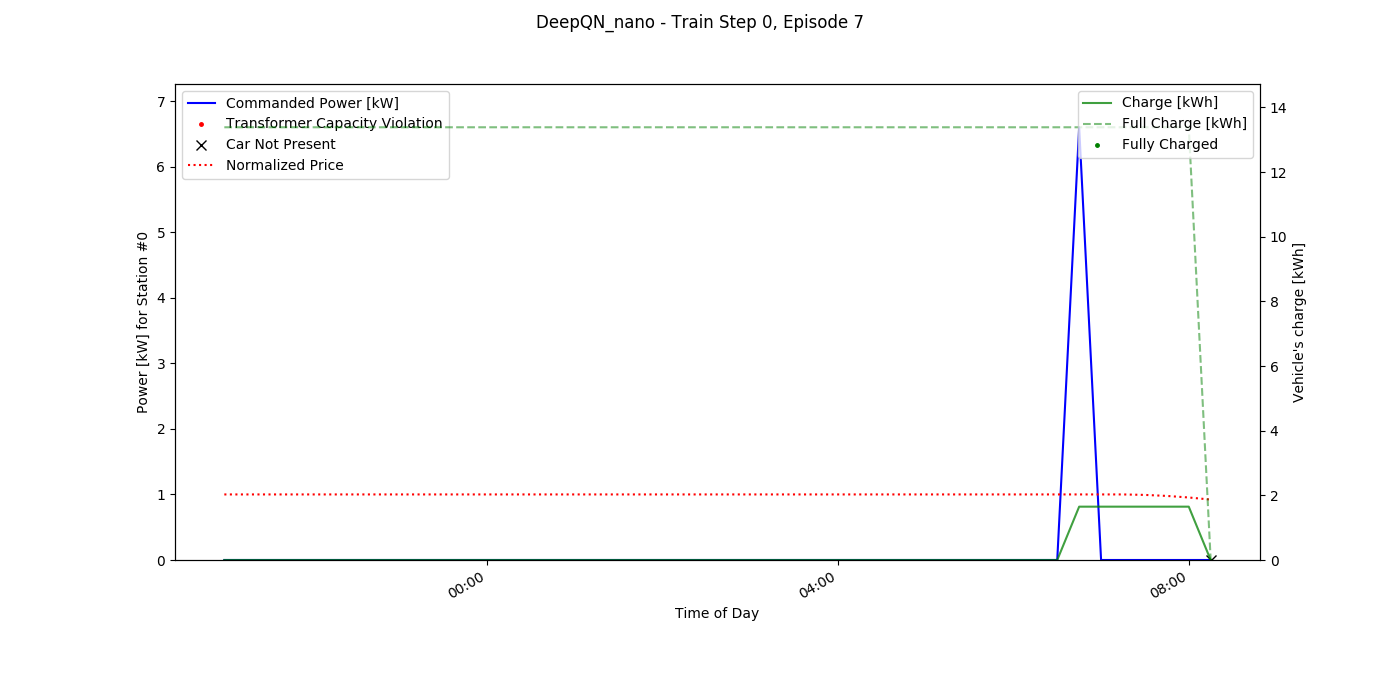 DeepQN_nano - Train Step 0, Episode 7
Commanded Power [kW]
Transformer Capacity Violation
Car Not Present
Normalized Price
Charge [kWh]
Full Charge [kWh]
Fully Charged
7
6
5
4
3
2
1
0
Power [kW] for Station #0
14
12
10
8
6
4
2
0
Vehicle's charge [kWh]
00:00
04:00
08:00
Time of Day